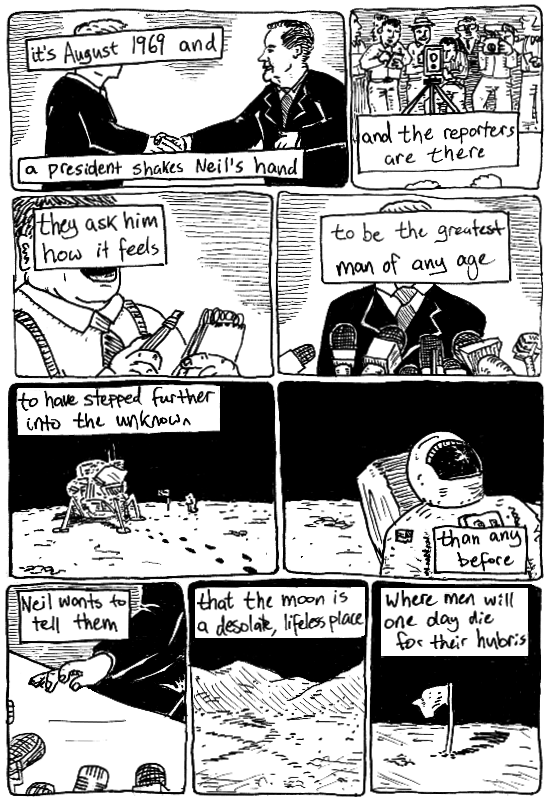 it's August 1969 and
a president shakes Neil's hand
and the reporters
are there
they ask him
how it feels
to be the greatest
man of any age
to have stepped further
into the unknown
than any
before
Neil wants to
tell them
that the moon is
a desolate, lifeless place
where men will
one day die
for their hubris